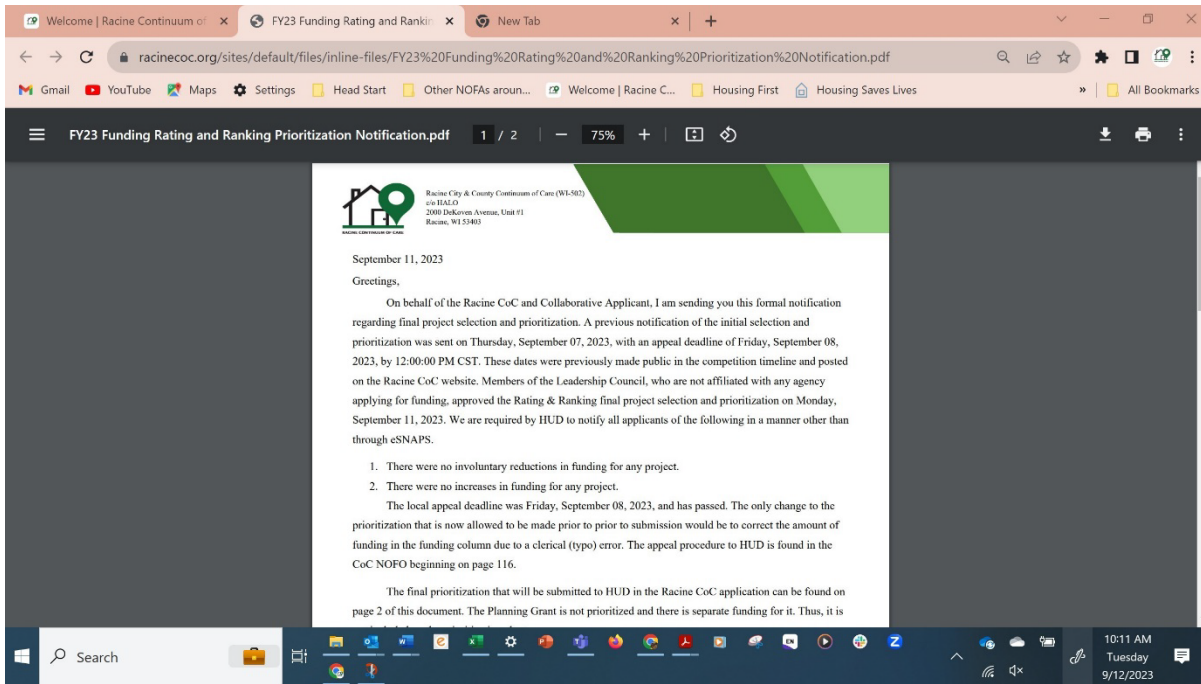 Welcome | Racine Continuum of
FY23 Funding Rating and Rankin
New Tab
racinecoc.org/sites/default/files/inline-files/FY23%20Funding%20Rating%20and%20Ranking%20Prioritization%20Notification.pdf
Gmail YouTube Maps Settings Head Start Other NOFAs aroun... Welcome | Racine C... Housing First Housing Saves Lives » All Bookmarks
FY23 Funding Rating and Ranking Prioritization Notification.pdf 1 / 2 75%
RACINE CONTINUUM OF CARE
Racine City & County Continuum of Care (WI-502)
c/o HALO
2000 DeKoven Avenue, Unit #1
Racine, WI 53403
September 11, 2023
Greetings,
On behalf of the Racine CoC and Collaborative Applicant, I am sending you this formal notification
regarding final project selection and prioritization. A previous notification of the initial selection and
prioritization was sent on Thursday, September 07, 2023, with an appeal deadline of Friday, September 08,
2023, by 12:00:00 PM CST. These dates were previously made public in the competition timeline and posted
on the Racine CoC website. Members of the Leadership Council, who are not affiliated with any agency
applying for funding, approved the Rating & Ranking final project selection and prioritization on Monday,
September 11, 2023. We are required by HUD to notify all applicants of the following in a manner other than
through eSNAPS.
1. There were no involuntary reductions in funding for any project.
2. There were no increases in funding for any project.
The local appeal deadline was Friday, September 08, 2023, and has passed. The only change to the
prioritization that is now allowed to be made prior to prior to submission would be to correct the amount of
funding in the funding column due to a clerical (typo) error. The appeal procedure to HUD is found in the
CoC NOFO beginning on page 116.
The final prioritization that will be submitted to HUD in the Racine CoC application can be found on
page 2 of this document. The Planning Grant is not prioritized and there is separate funding for it. Thus, it is
Search
10:11 AM
Tuesday
9/12/2023